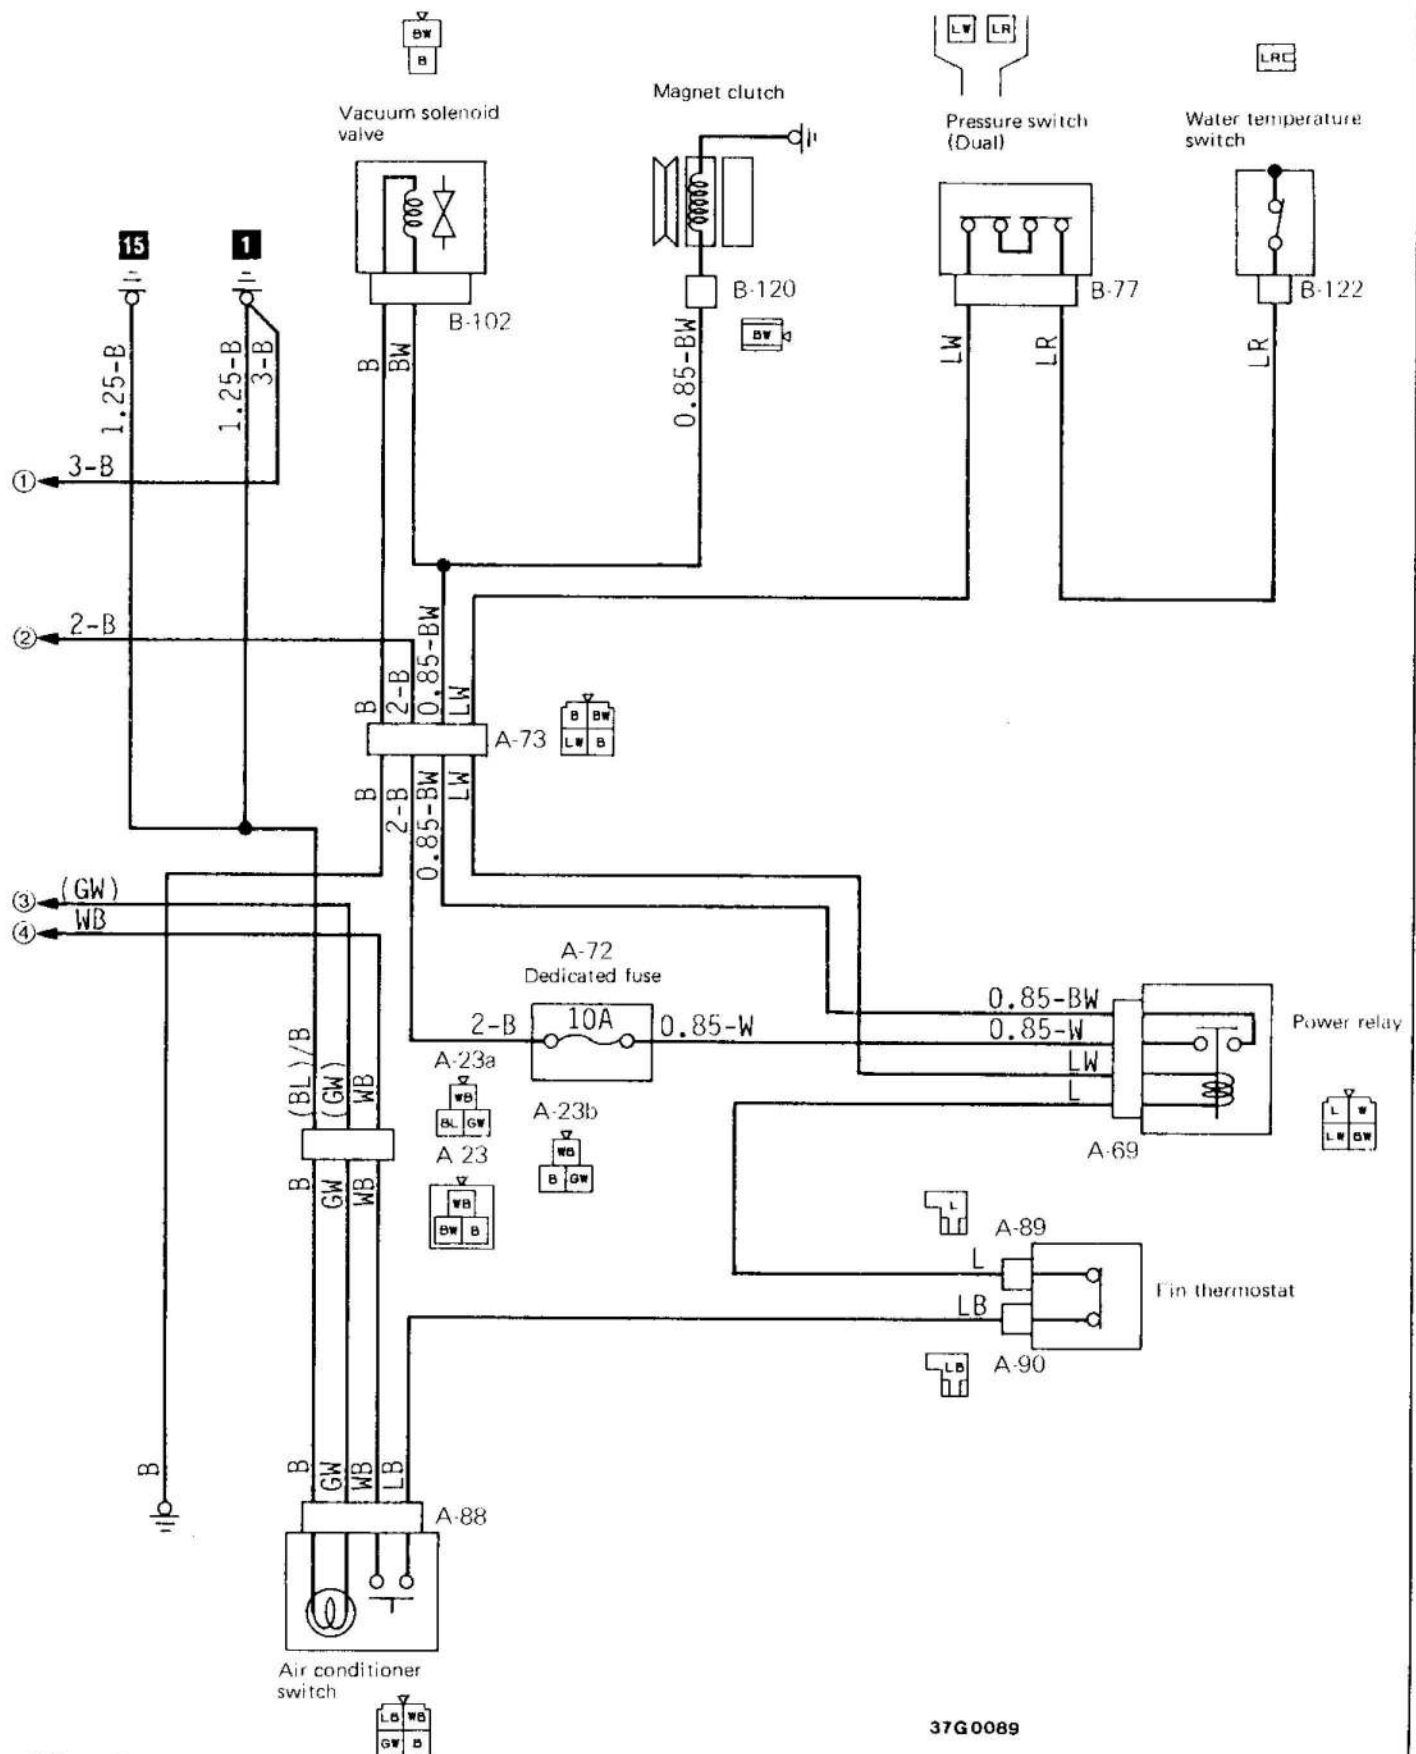 BW
B
LW LR
LR
Vacuum solenoid
valve
Magnet clutch
Pressure switch
(Dual)
Water temperature
switch
15
1
B-102
B-120
BW
B-77
B-122
1.25-B
1.25-B
3-B
B
BW
0.85-BW
LW
LR
LR
① 3-B
② 2-B
B
2-B
0.85-BW
LW
A-73
B BW
LW B
B
2-B
0.85-BW
LW
③ (GW)
④ WB
A-72
Dedicated fuse
10A
2-B
0.85-W
0.85-BW
0.85-W
LW
L
Power relay
A-69
L W
LW BW
(BL)/B
(GW)
WB
A-23a
WB
BL GW
A-23b
WB
B GW
A 23
WB
BW B
B
GW
WB
L
A-89
L
LB
Fin thermostat
A-90
LB
B
B
GW
WB
LB
A-88
Air conditioner
switch
LB WB
GW B
37G0089